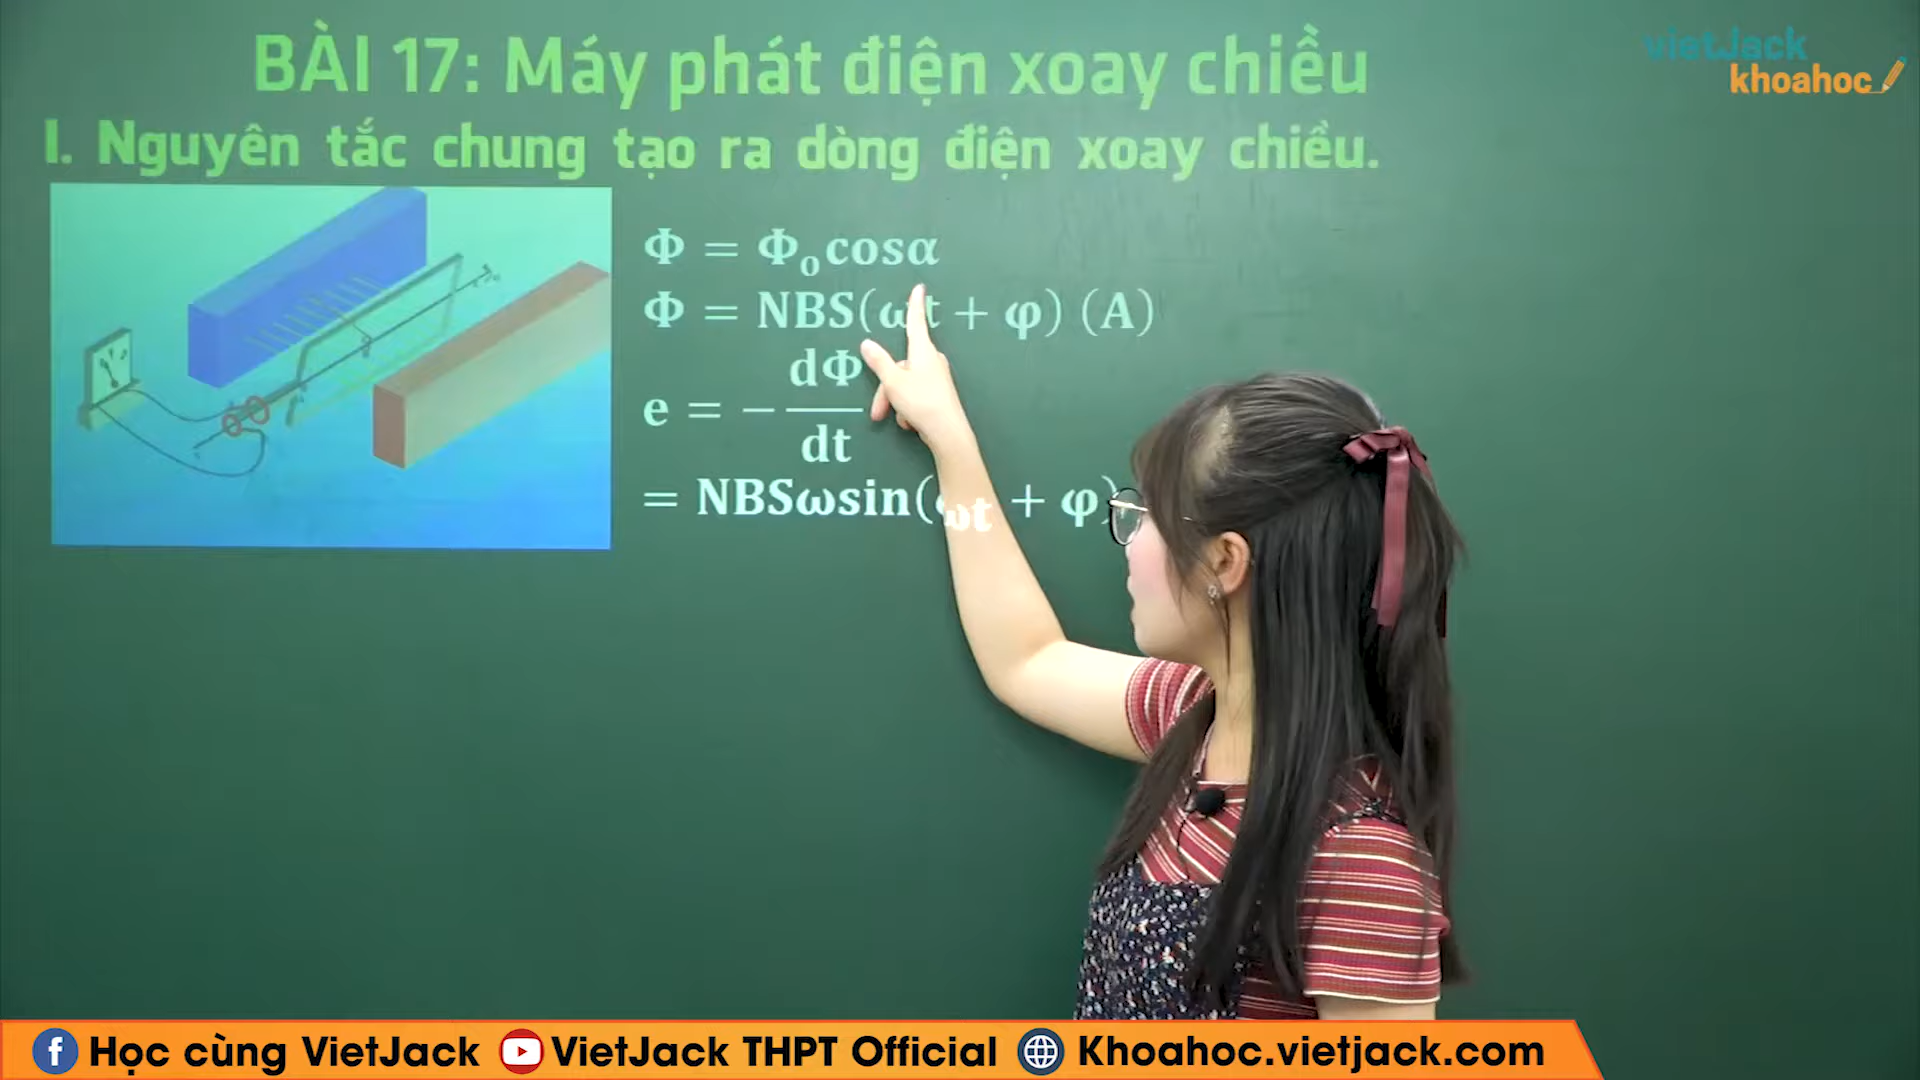 BÀI 17: Máy phát điện xoay chiều
vietJack
khoahoc
I. Nguyên tắc chung tạo ra dòng điện xoay chiều.
Φ = Φ₀cosα
Φ = NBS(ωt + φ) (A)
e = − dΦ/dt
= NBSωsin(ωt + φ)
Học cùng VietJack VietJack THPT Official Khoahoc.vietjack.com